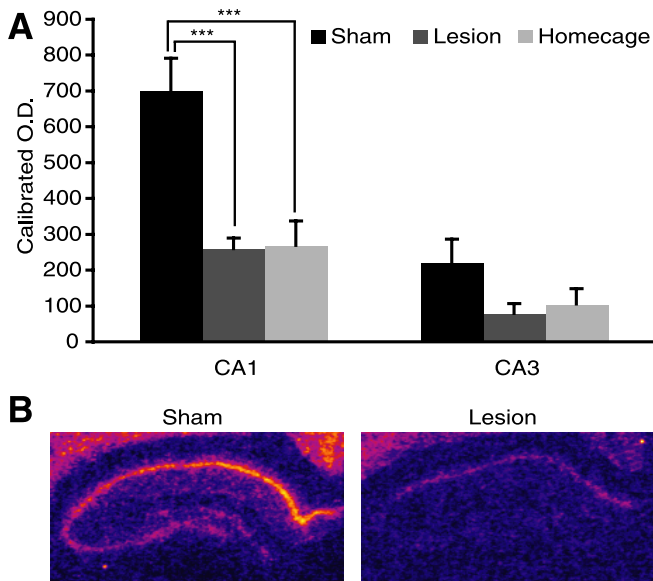 A
Calibrated O.D.
900
800
700
600
500
400
300
200
100
0
***
***
Sham Lesion Homecage
CA1 CA3
B
Sham Lesion